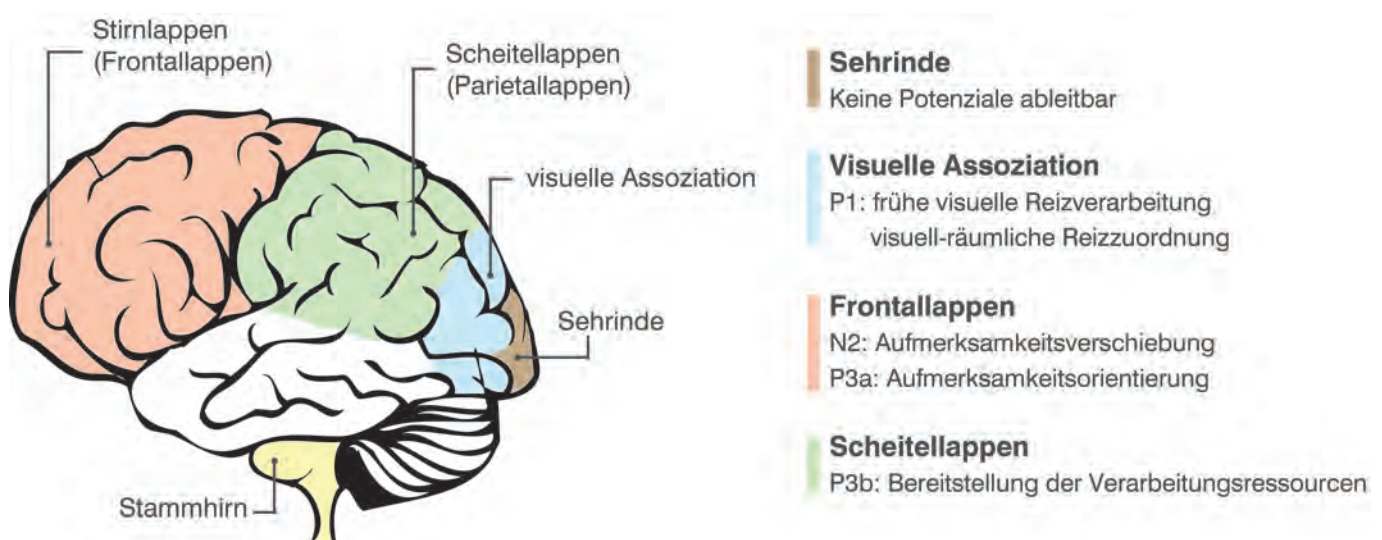 Stirnlappen
(Frontallappen)
Scheitellappen
(Parietallappen)
visuelle Assoziation
Sehrinde
Stammhirn
Sehrinde
Keine Potenziale ableitbar
Visuelle Assoziation
P1: frühe visuelle Reizverarbeitung
visuell-räumliche Reizzuordnung
Frontallappen
N2: Aufmerksamkeitsverschiebung
P3a: Aufmerksamkeitsorientierung
Scheitellappen
P3b: Bereitstellung der Verarbeitungsressourcen